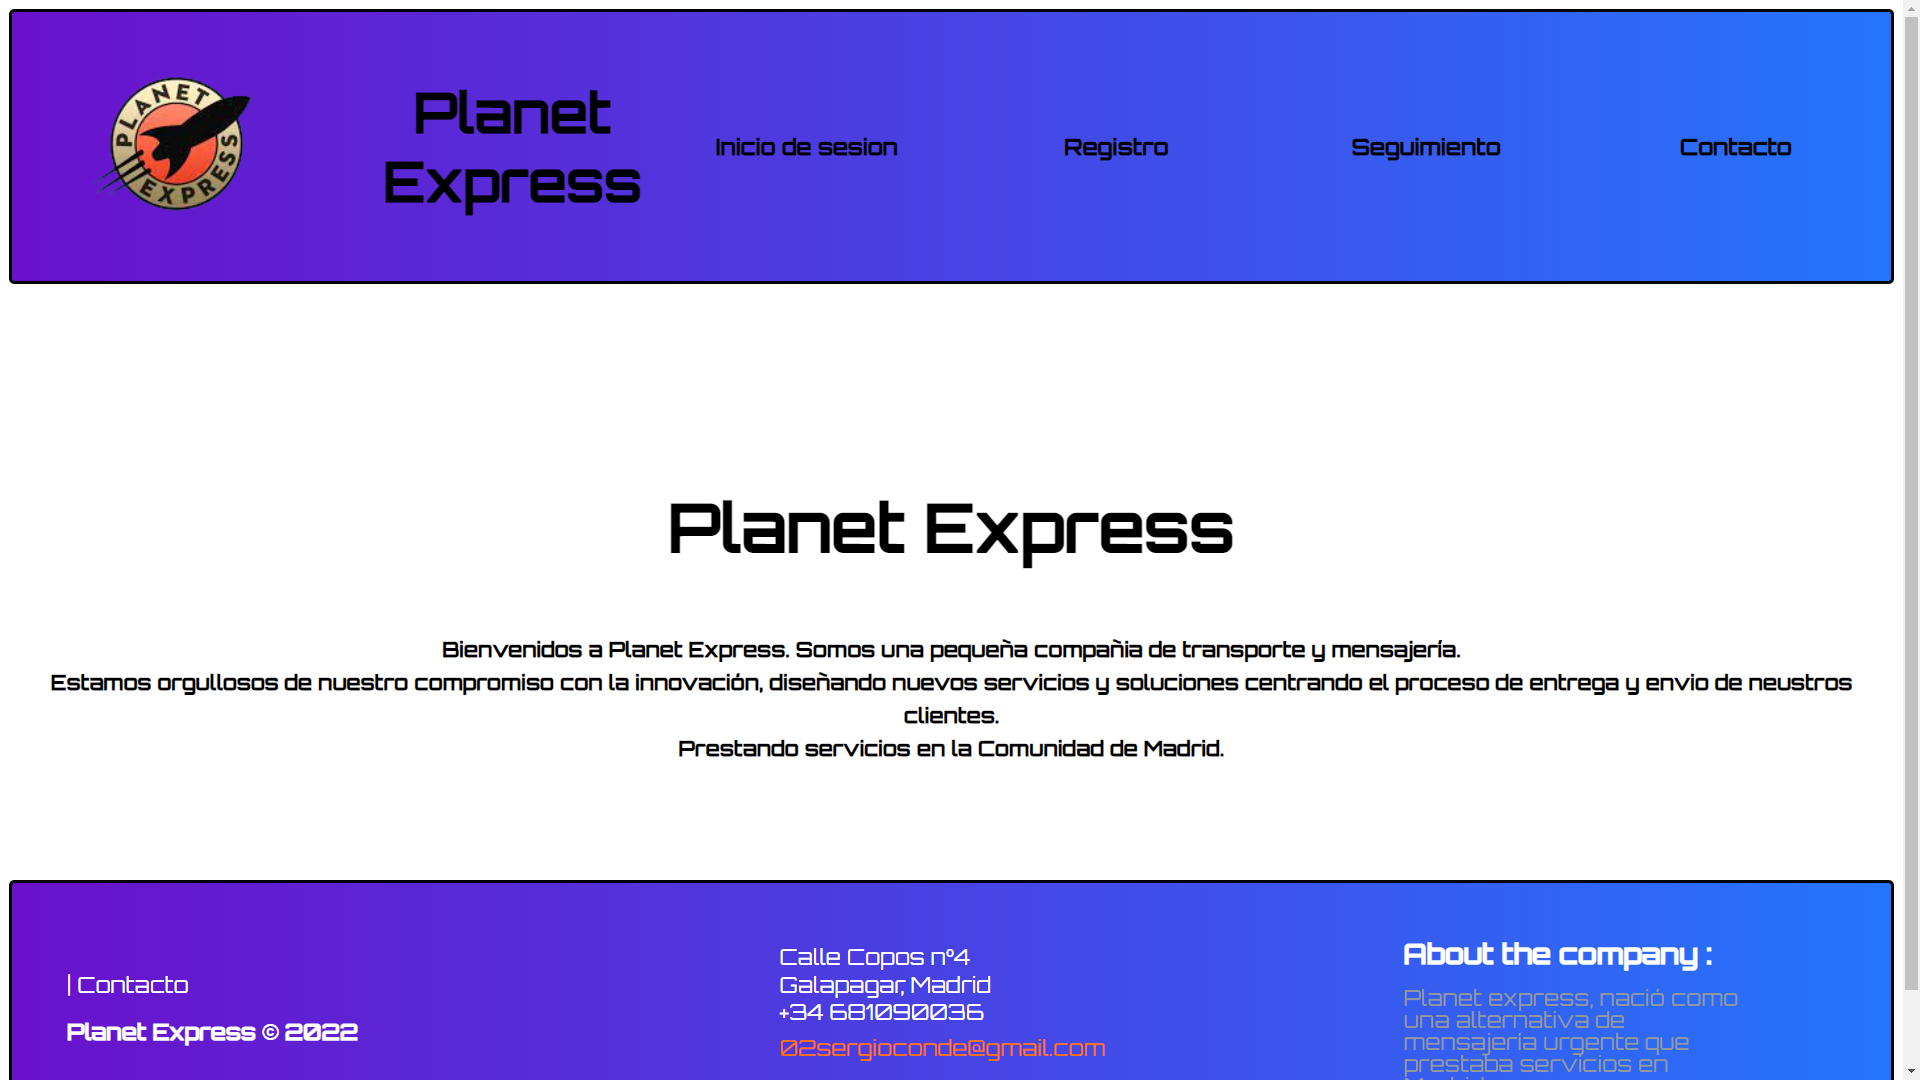 PLANET EXPRESS
Planet
Express
Inicio de sesion
Registro
Seguimiento
Contacto
Planet Express
Bienvenidos a Planet Express. Somos una pequeña compañia de transporte y mensajería.
Estamos orgullosos de nuestro compromiso con la innovación, diseñando nuevos servicios y soluciones centrando el proceso de entrega y envio de neustros
clientes.
Prestando servicios en la Comunidad de Madrid.
| Contacto
Planet Express © 2022
Calle Copos nº4
Galapagar, Madrid
+34 681090036
02sergioconde@gmail.com
About the company :
Planet express, nació como
una alternativa de
mensajería urgente que
prestaba servicios en